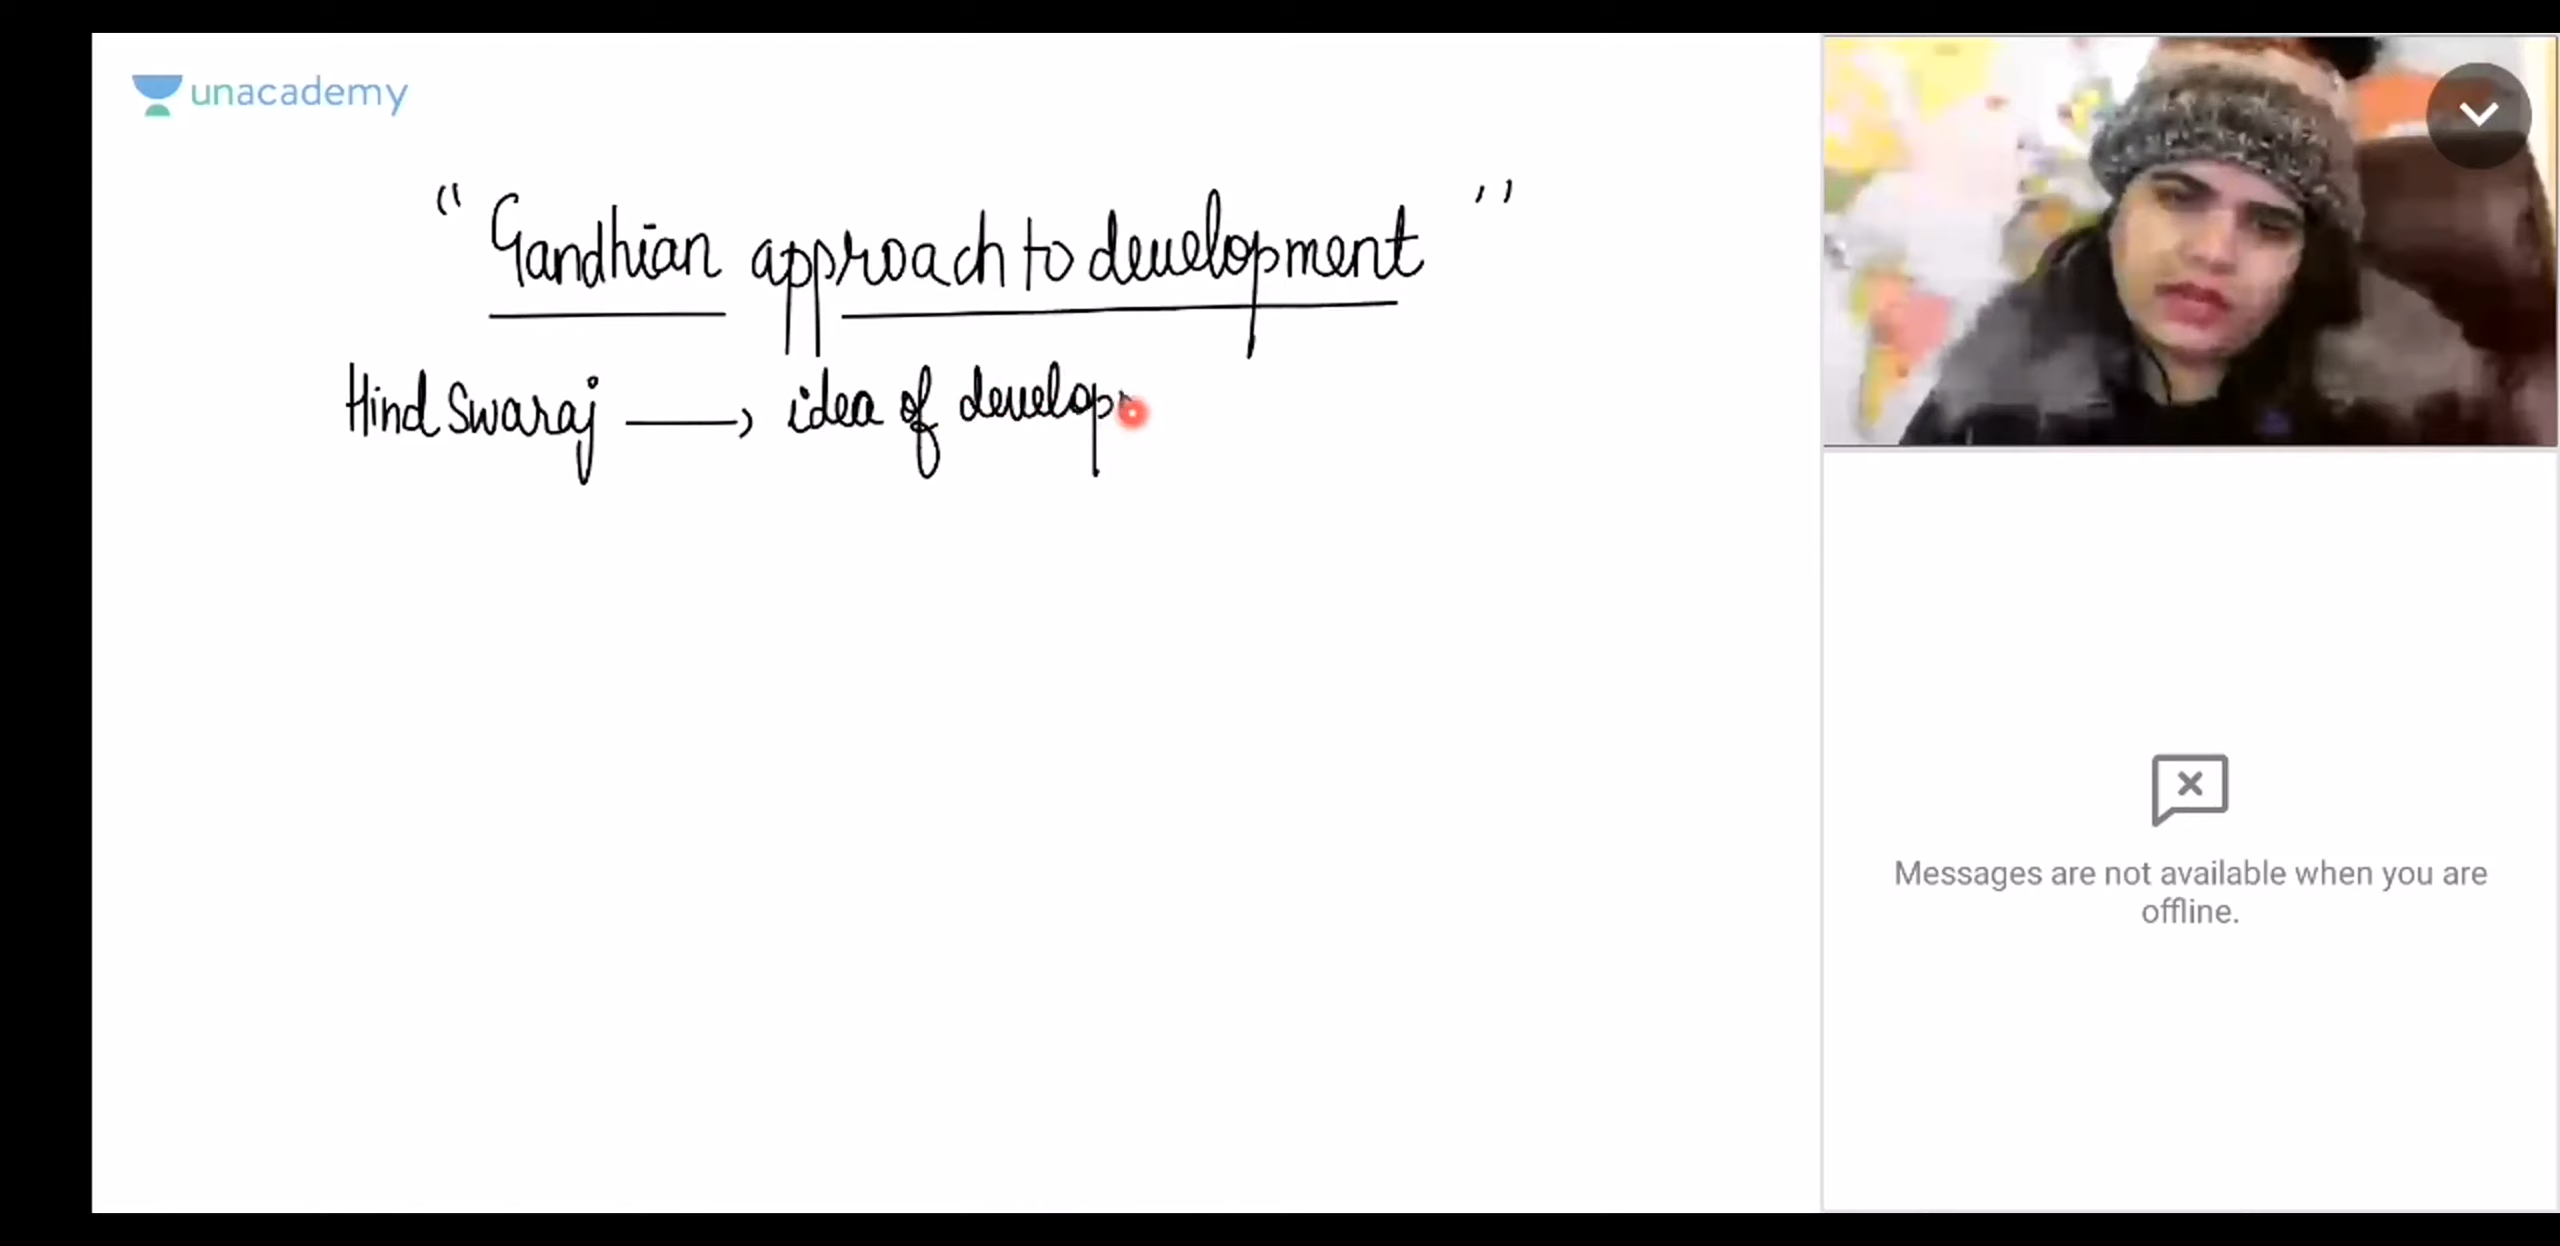 unacademy
“Gandhian approach to development”
Hind Swaraj → idea of develop
Messages are not available when you are
offline.